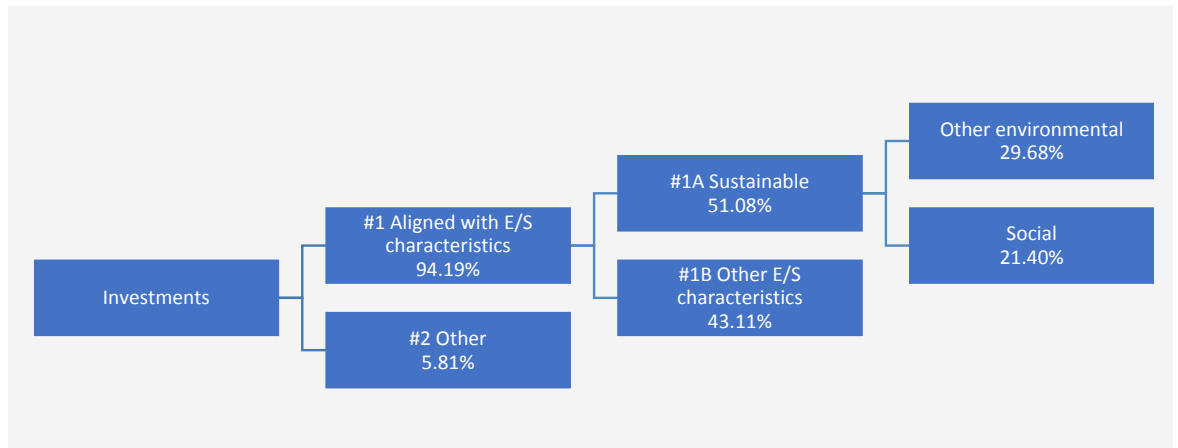 Investments
#1 Aligned with E/S
characteristics
94.19%
#2 Other
5.81%
#1A Sustainable
51.08%
#1B Other E/S
characteristics
43.11%
Other environmental
29.68%
Social
21.40%